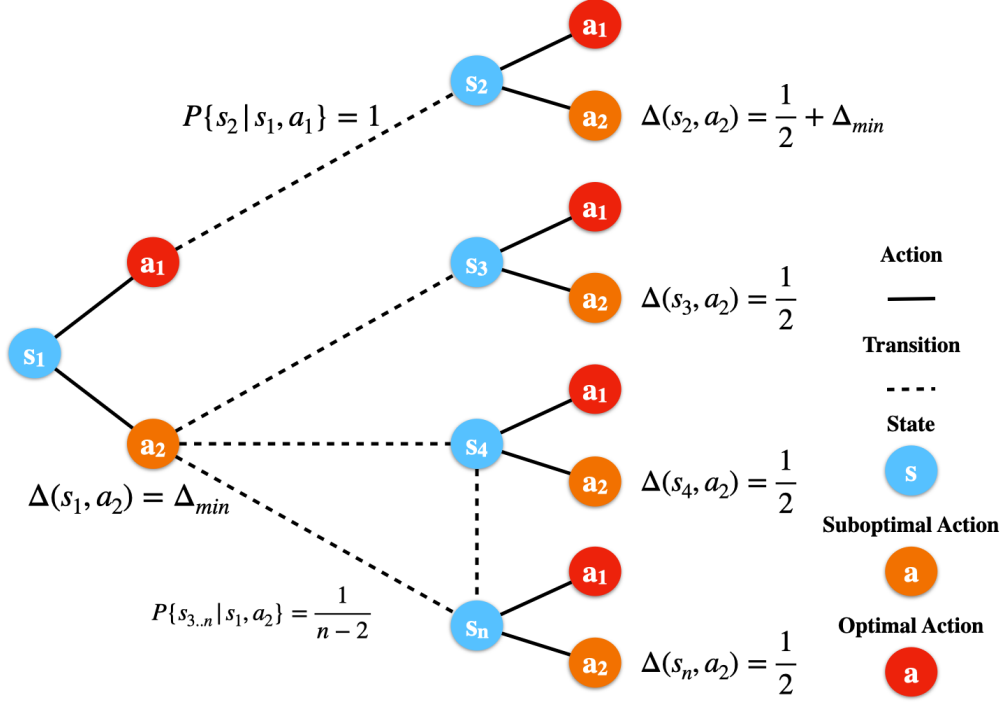 a₁
s₂
P{s₂|s₁, a₁} = 1
a₂
Δ(s₂, a₂) = 1/2 + Δₘᵢₙ
a₁
a₁
s₃
a₂
Δ(s₃, a₂) = 1/2
s₁
a₁
a₂
s₄
a₂
Δ(s₄, a₂) = 1/2
Δ(s₁, a₂) = Δₘᵢₙ
a₁
P{s₃..ₙ|s₁, a₂} = 1/(n − 2)
sₙ
a₂
Δ(sₙ, a₂) = 1/2
Action
Transition
State
s
Suboptimal Action
a
Optimal Action
a